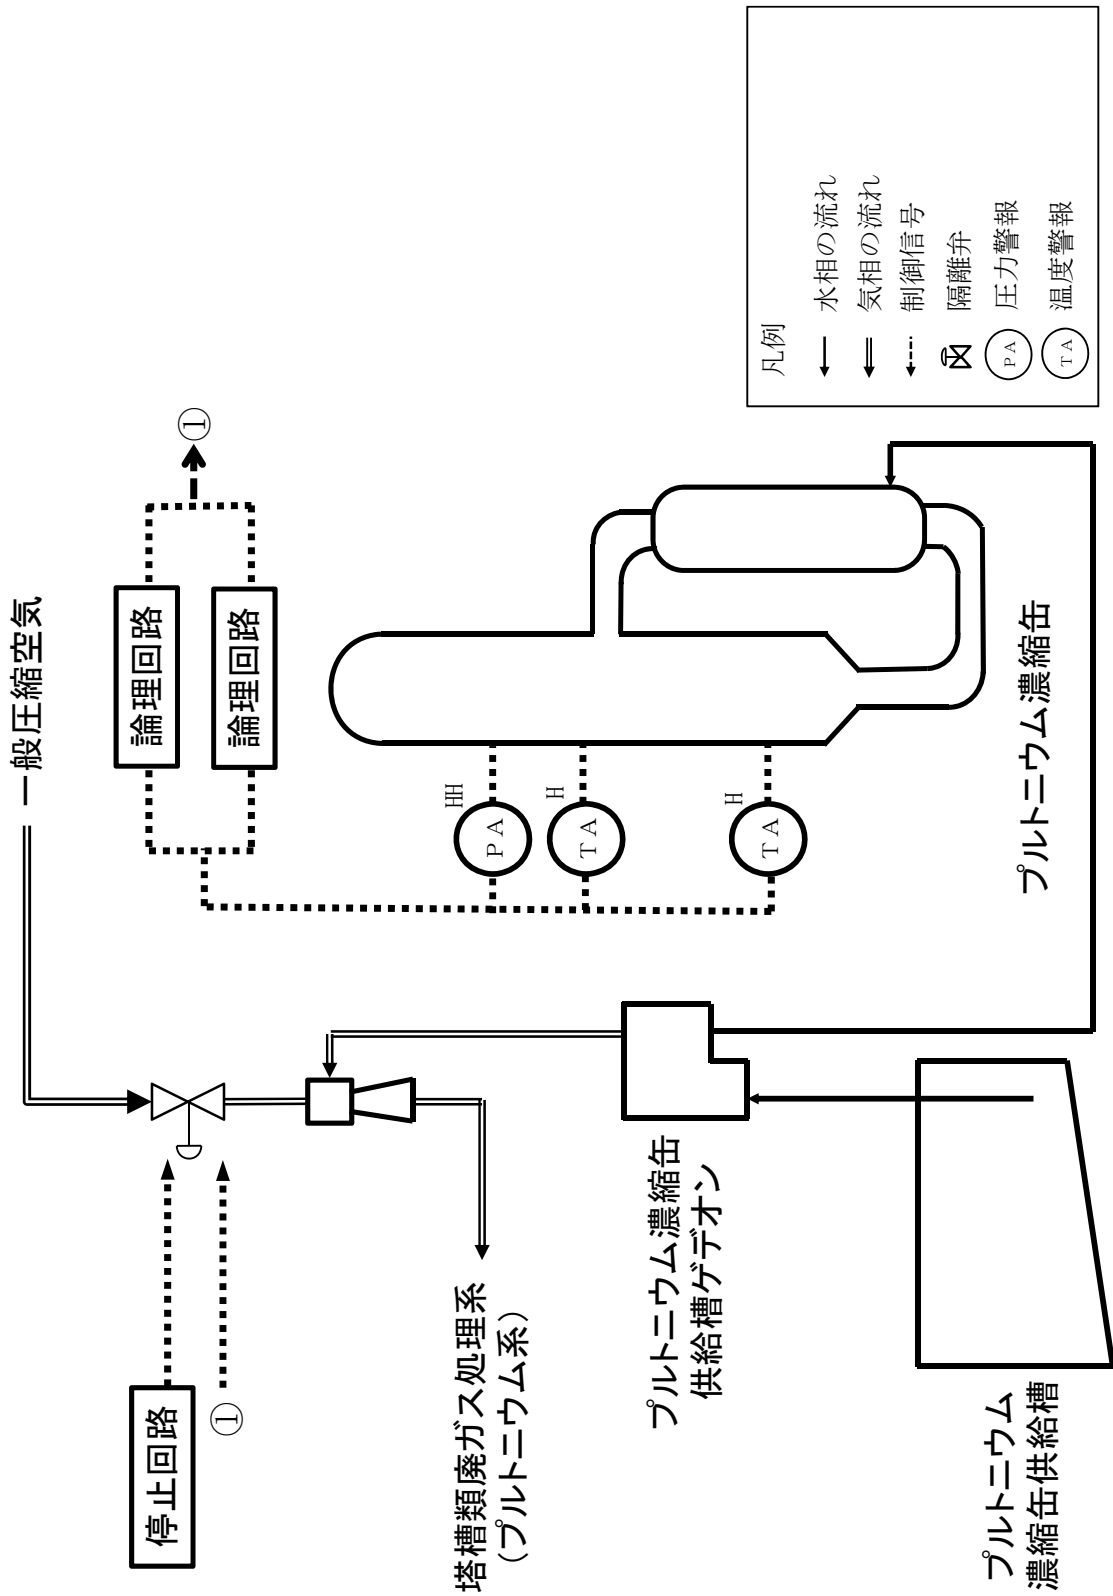 一般圧縮空気
停止回路
①
論理回路
論理回路
①
塔槽類廃ガス処理系
（プルトニウム系）
HH
PA
H
TA
H
TA
プルトニウム濃縮缶
供給槽ゲデオン
プルトニウム
濃縮缶供給槽
プルトニウム濃縮缶
凡例
水相の流れ
気相の流れ
制御信号
隔離弁
PA 圧力警報
TA 温度警報